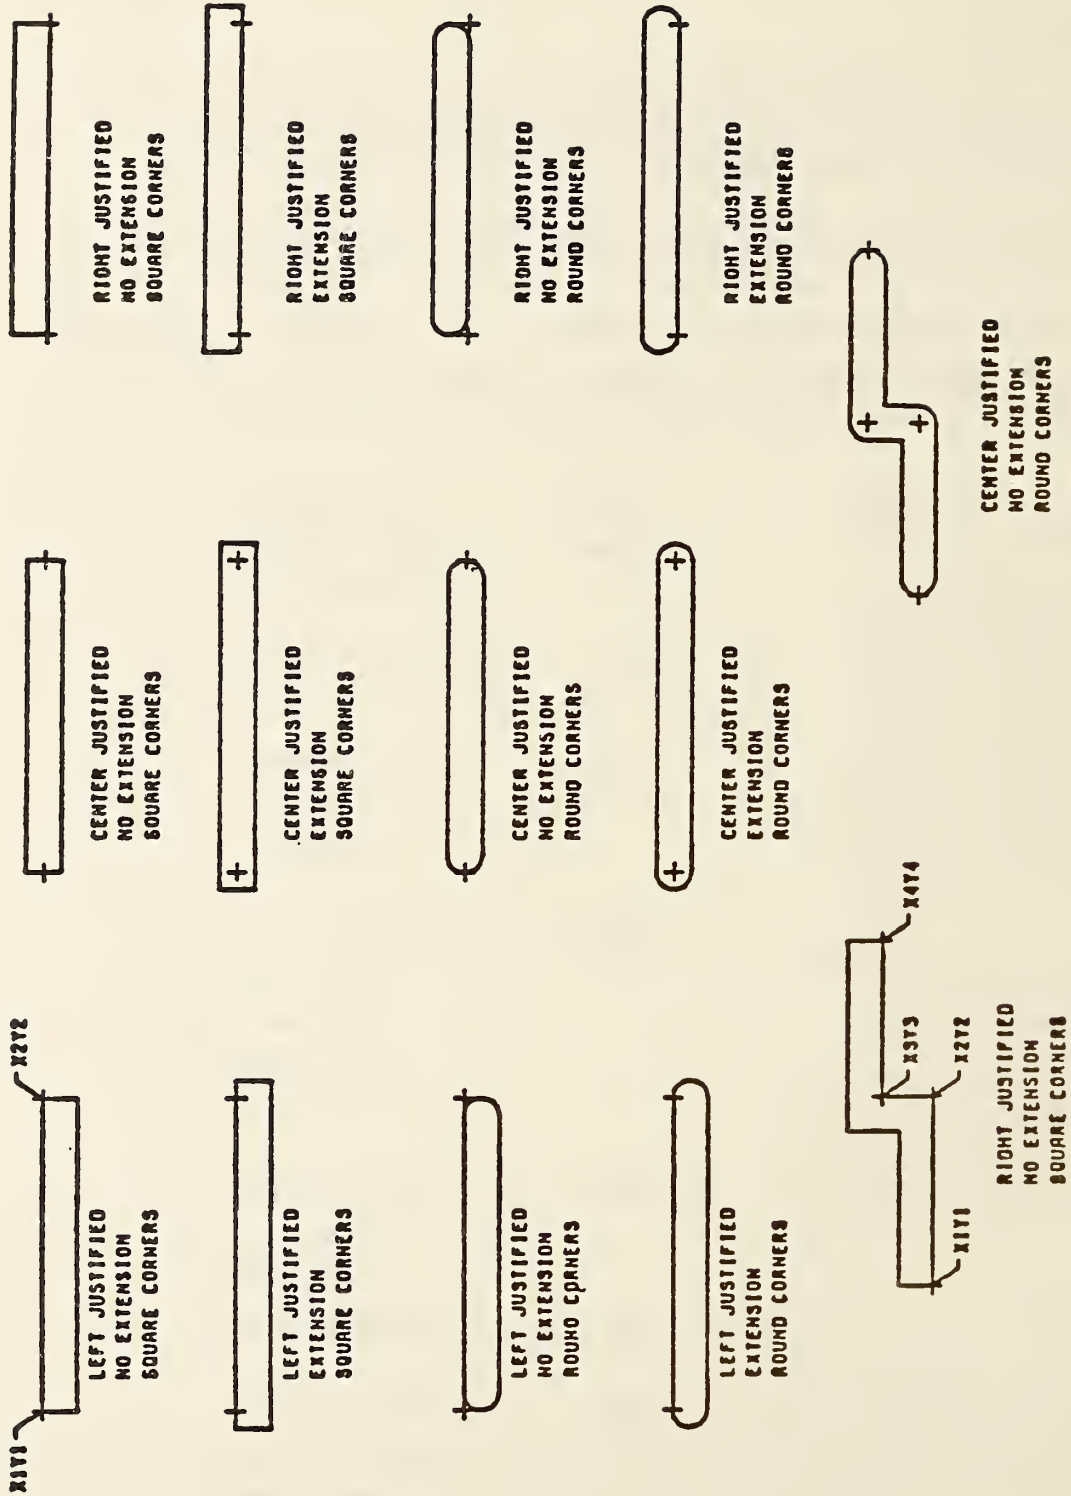 X1Y1
X2Y2
LEFT JUSTIFIED
NO EXTENSION
SQUARE CORNERS
CENTER JUSTIFIED
NO EXTENSION
SQUARE CORNERS
RIGHT JUSTIFIED
NO EXTENSION
SQUARE CORNERS
LEFT JUSTIFIED
EXTENSION
SQUARE CORNERS
CENTER JUSTIFIED
EXTENSION
SQUARE CORNERS
RIGHT JUSTIFIED
EXTENSION
SQUARE CORNERS
LEFT JUSTIFIED
NO EXTENSION
ROUND CORNERS
CENTER JUSTIFIED
NO EXTENSION
ROUND CORNERS
RIGHT JUSTIFIED
NO EXTENSION
ROUND CORNERS
LEFT JUSTIFIED
EXTENSION
ROUND CORNERS
CENTER JUSTIFIED
EXTENSION
ROUND CORNERS
RIGHT JUSTIFIED
EXTENSION
ROUND CORNERS
X1Y1
X2Y2
X3Y3
X4Y4
RIGHT JUSTIFIED
NO EXTENSION
SQUARE CORNERS
CENTER JUSTIFIED
NO EXTENSION
ROUND CORNERS